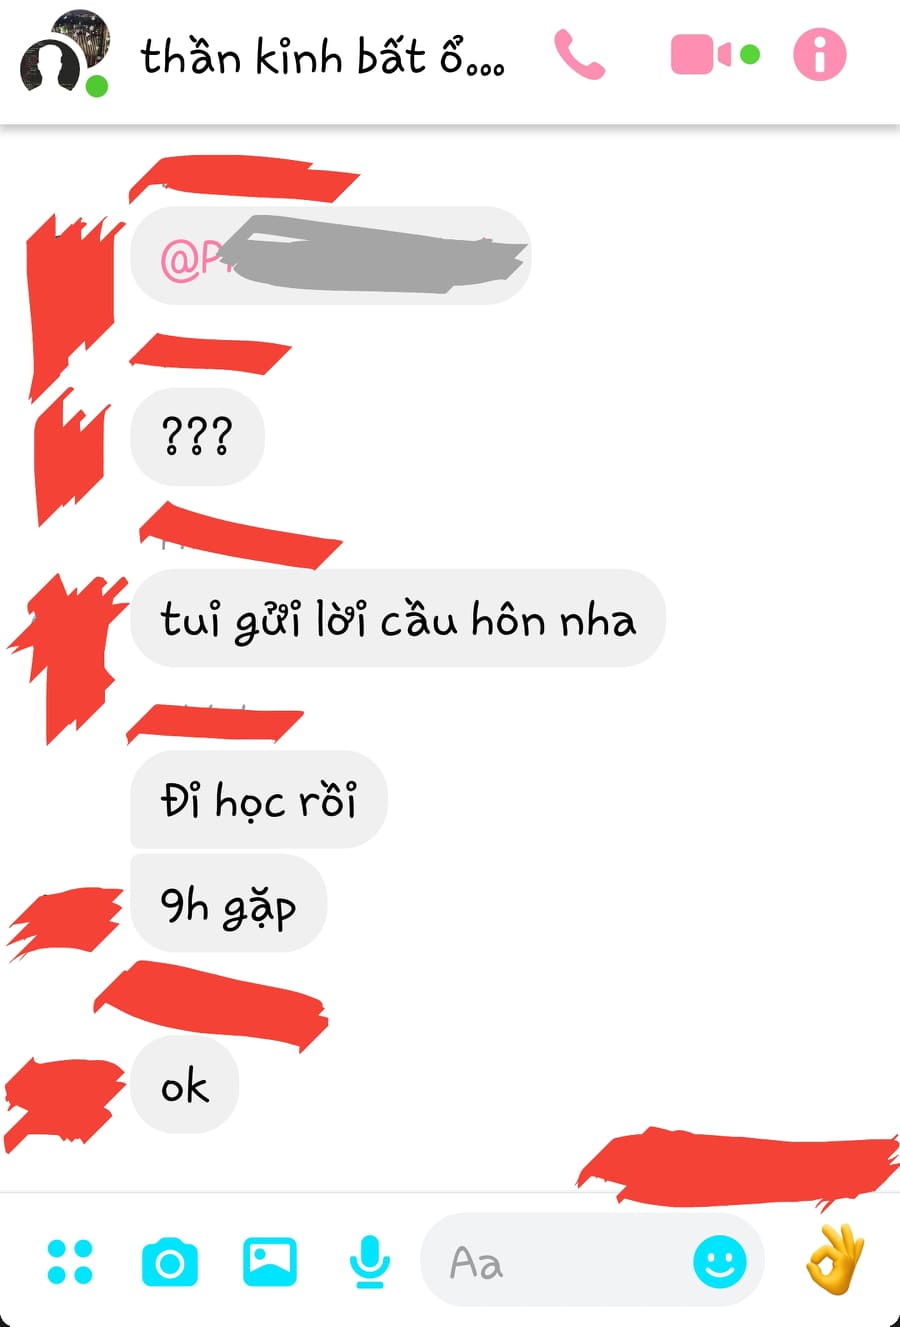 thần kinh bất ổ...
???
tui gửi lời cầu hôn nha
Đi học rồi
9h gặp
ok
Aa